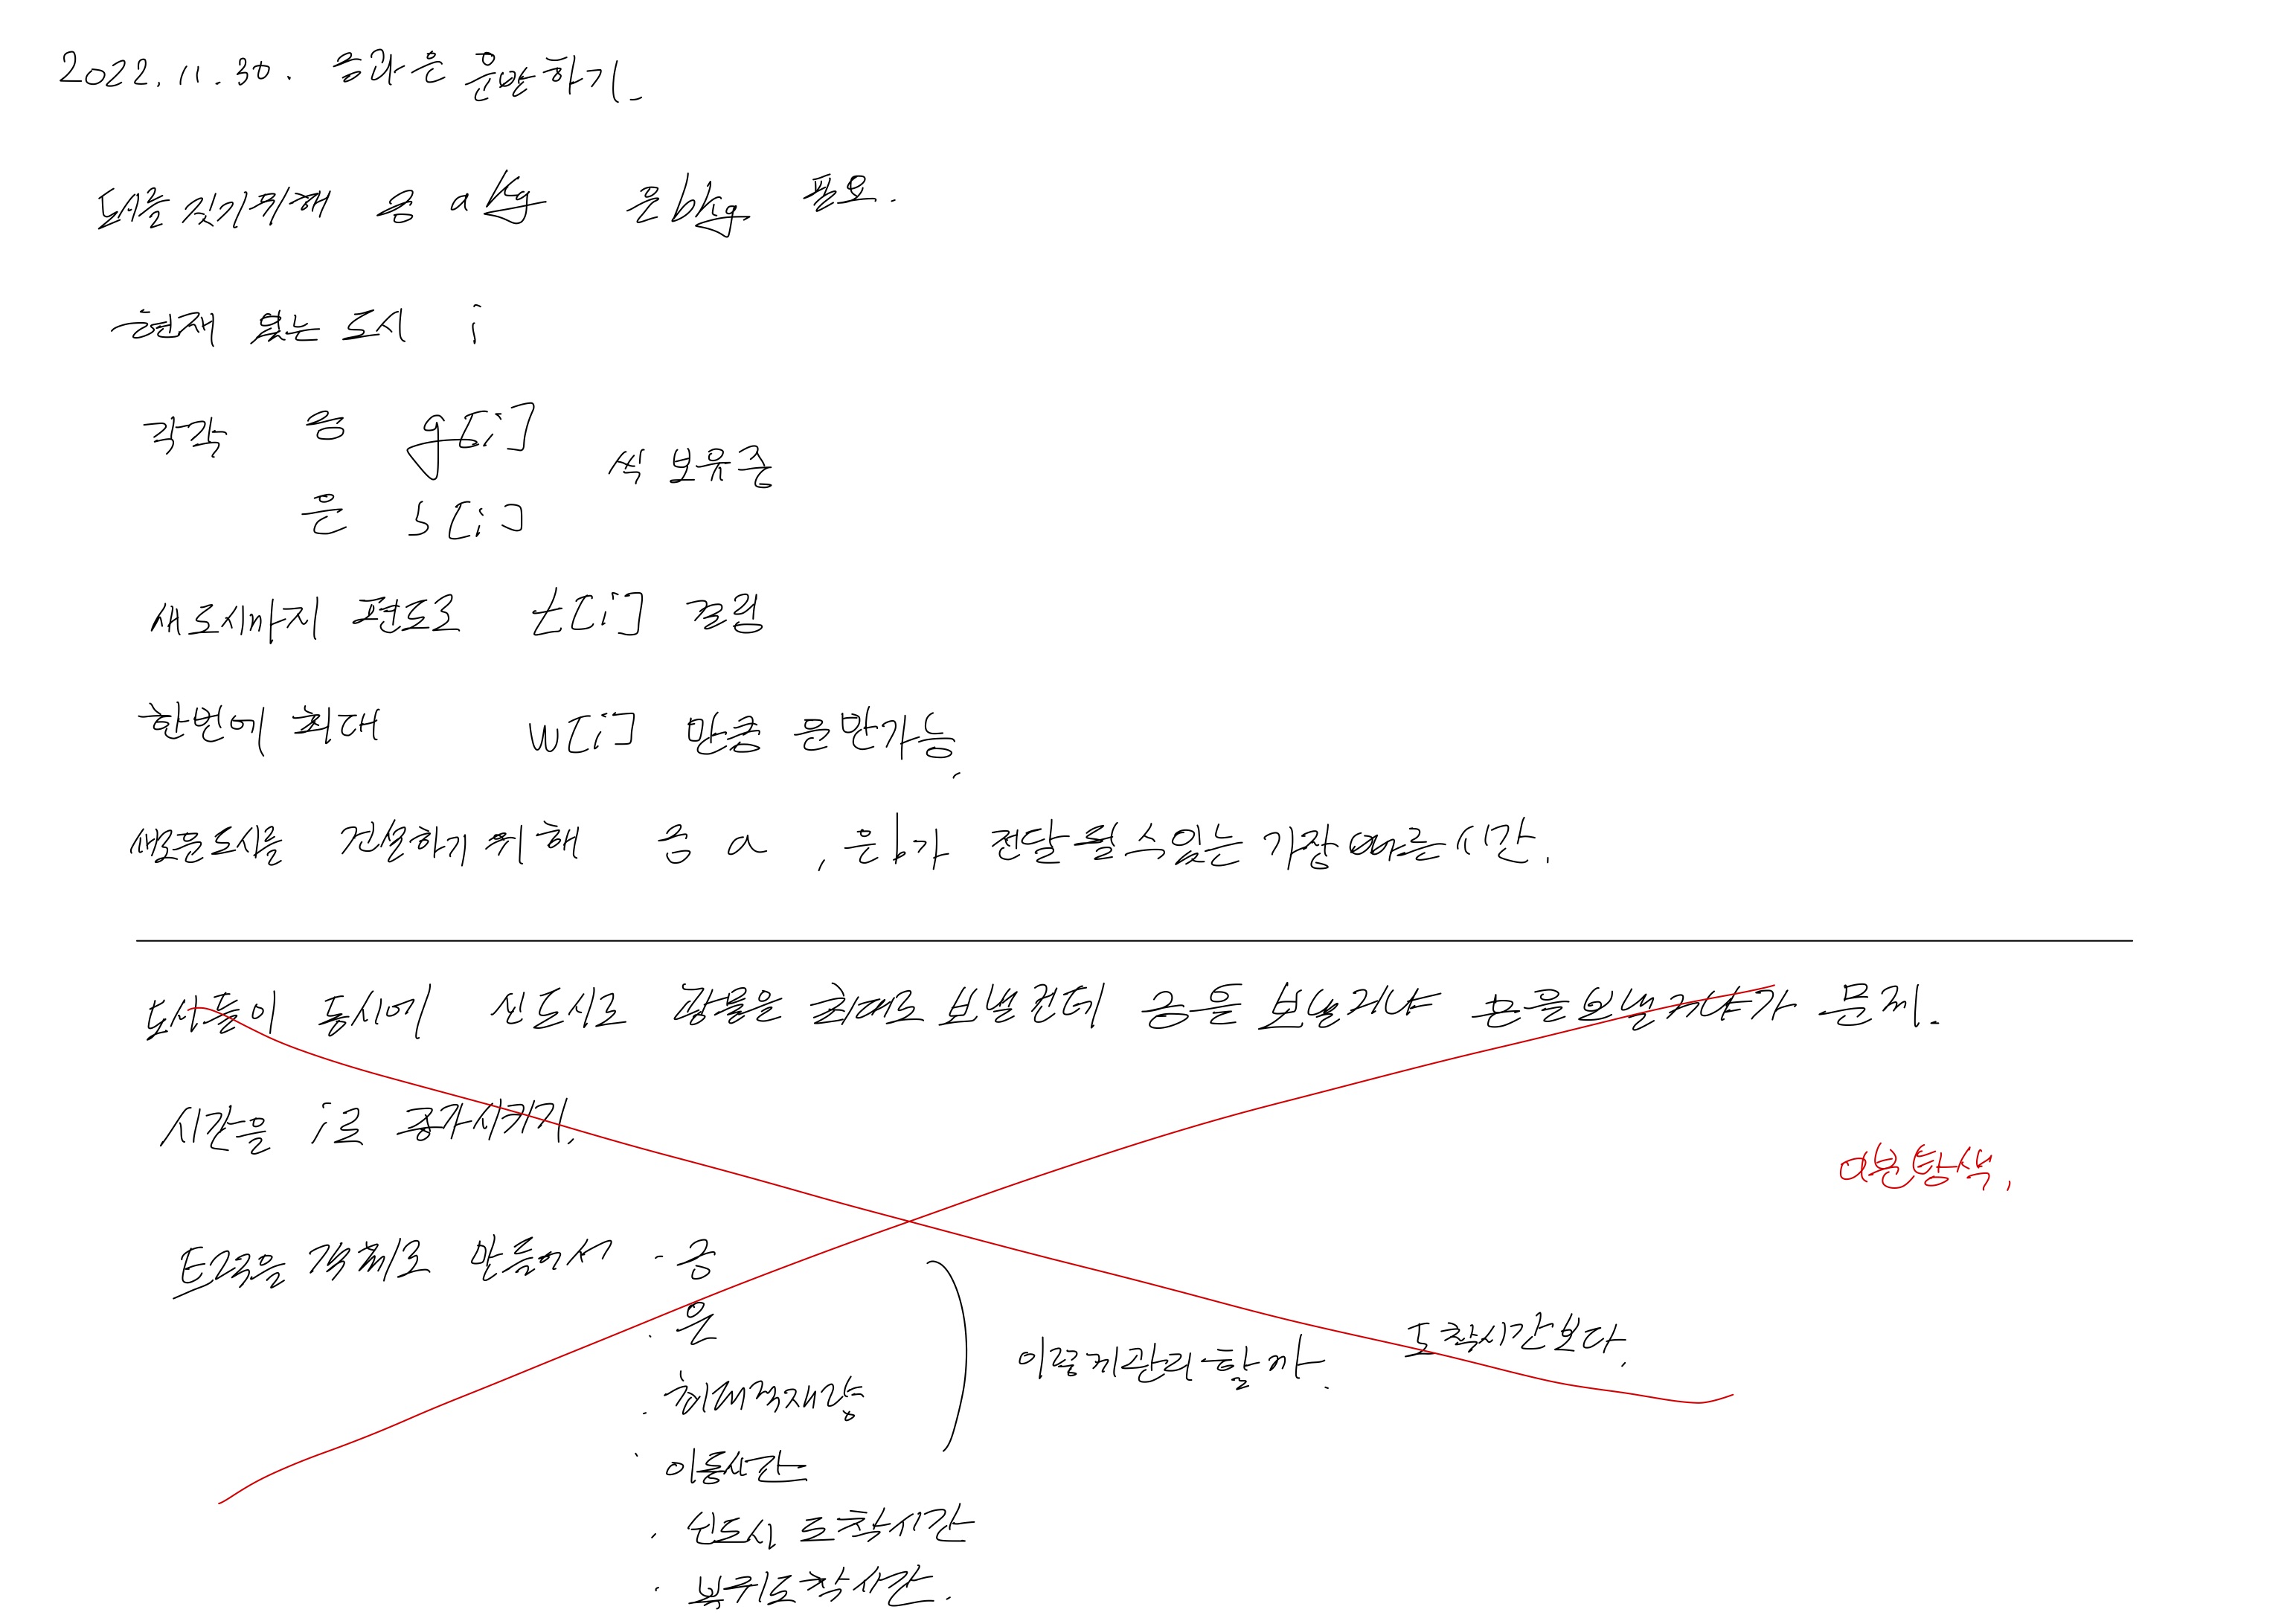 2022.11.30. 금과은 운반하기.
도시를 짓기위해 금 a kg 은 b kg 필요.
현재 있는 도시 i
각각 금 g[i]
씩 보유중
은 s[i]
새도시까지 편도로 t[i] 걸림
한번에 최대 w[i] 만큼 운반가능.
새로운도시를 건설하기 위해 금 a , 은 b가 전달 될 수 있는 가장 빠른 시간.
도시들이 동시에 신도시로 광물을 최대로 보낼건데 금을 보낼거냐 은을 보낼거냐가 문제.
시간을 i로 증가시키기.
이분탐색.
트럭을 객체로 만들어서 · 금
· 은
· 최대적재량
· 이동시간
이렇게관리할까. 도착시간보다.
· 신도시 도착시간
· 복귀도착시간.